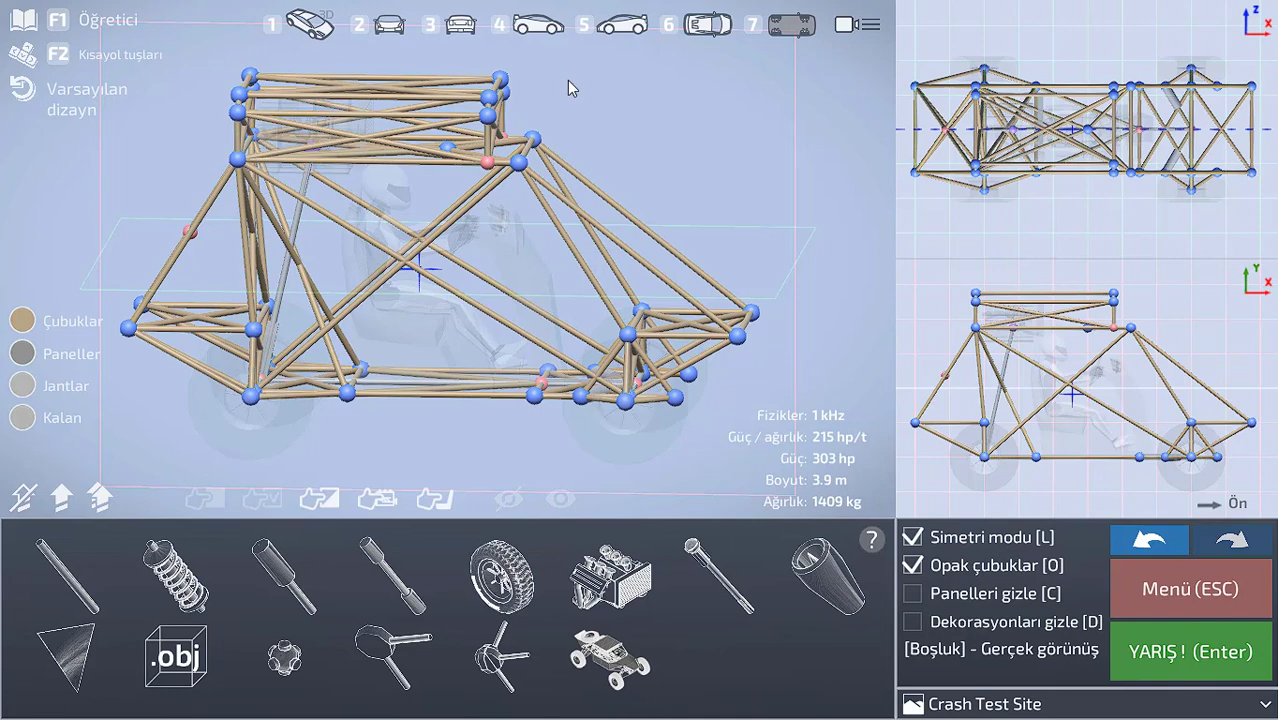 F1 Öğretici
F2 Kısayol tuşları
Varsayılan
dizayn
1 3D 2 3 4 5 6 7
Z
X
Çubuklar
Paneller
Jantlar
Kalan
Fizikler: 1 kHz
Güç / ağırlık: 215 hp/t
Güç: 303 hp
Boyut: 3.9 m
Ağırlık: 1409 kg
Y
X
Ön
?
.obj
Simetri modu [L]
Opak çubuklar [O]
Panelleri gizle [C]
Dekorasyonları gizle [D]
[Boşluk] - Gerçek görünüş
Menü (ESC)
YARIŞ ! (Enter)
Crash Test Site